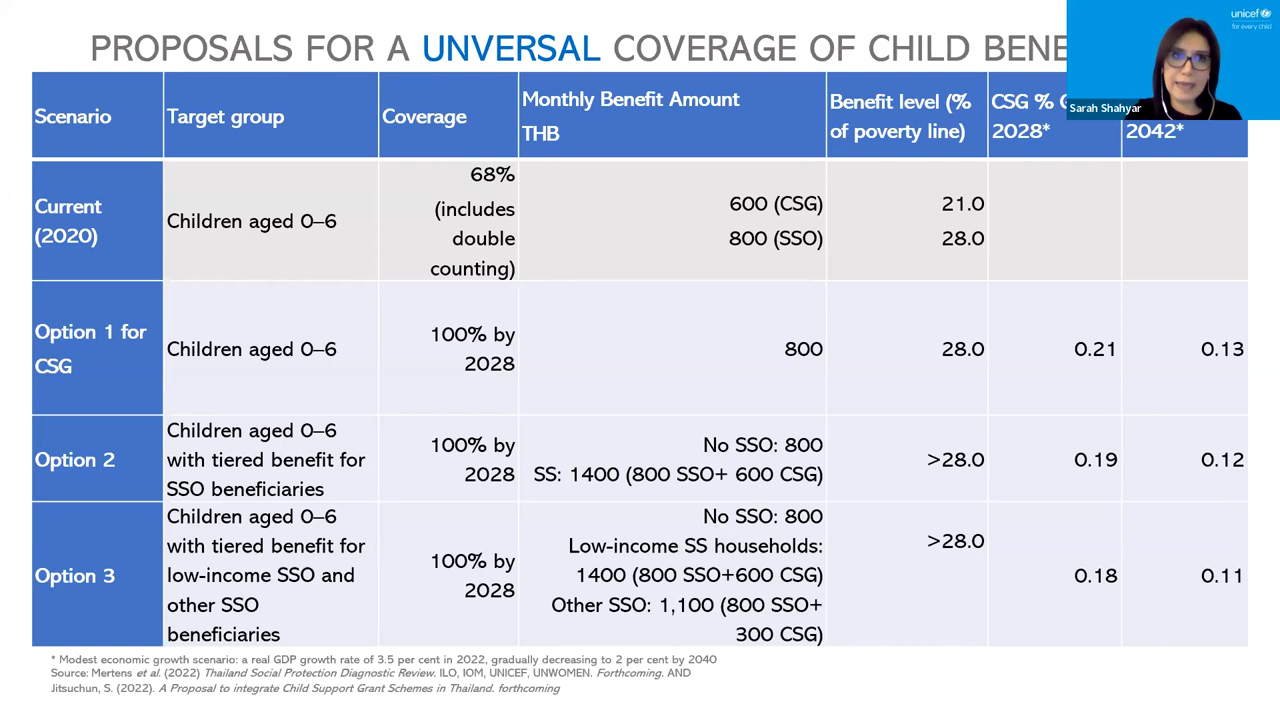 PROPOSALS FOR A UNVERSAL COVERAGE OF CHILD BENE
unicef
for every child
Sarah Shahyar
Scenario
Target group
Coverage
Monthly Benefit Amount
THB
Benefit level (%
of poverty line)
CSG %
2028*
2042*
Current
(2020)
Children aged 0–6
68%
(includes
double
counting)
600 (CSG)
800 (SSO)
21.0
28.0
Option 1 for
CSG
Children aged 0–6
100% by
2028
800
28.0
0.21
0.13
Option 2
Children aged 0–6
with tiered benefit for
SSO beneficiaries
100% by
2028
No SSO: 800
SS: 1400 (800 SSO+ 600 CSG)
>28.0
0.19
0.12
Option 3
Children aged 0–6
with tiered benefit for
low-income SSO and
other SSO
beneficiaries
100% by
2028
No SSO: 800
Low-income SS households:
1400 (800 SSO+600 CSG)
Other SSO: 1,100 (800 SSO+
300 CSG)
>28.0
0.18
0.11
* Modest economic growth scenario: a real GDP growth rate of 3.5 per cent in 2022, gradually decreasing to 2 per cent by 2040
Source: Mertens et al. (2022) Thailand Social Protection Diagnostic Review. ILO, IOM, UNICEF, UNWOMEN. Forthcoming. AND
Jitsuchun, S. (2022). A Proposal to integrate Child Support Grant Schemes in Thailand. forthcoming